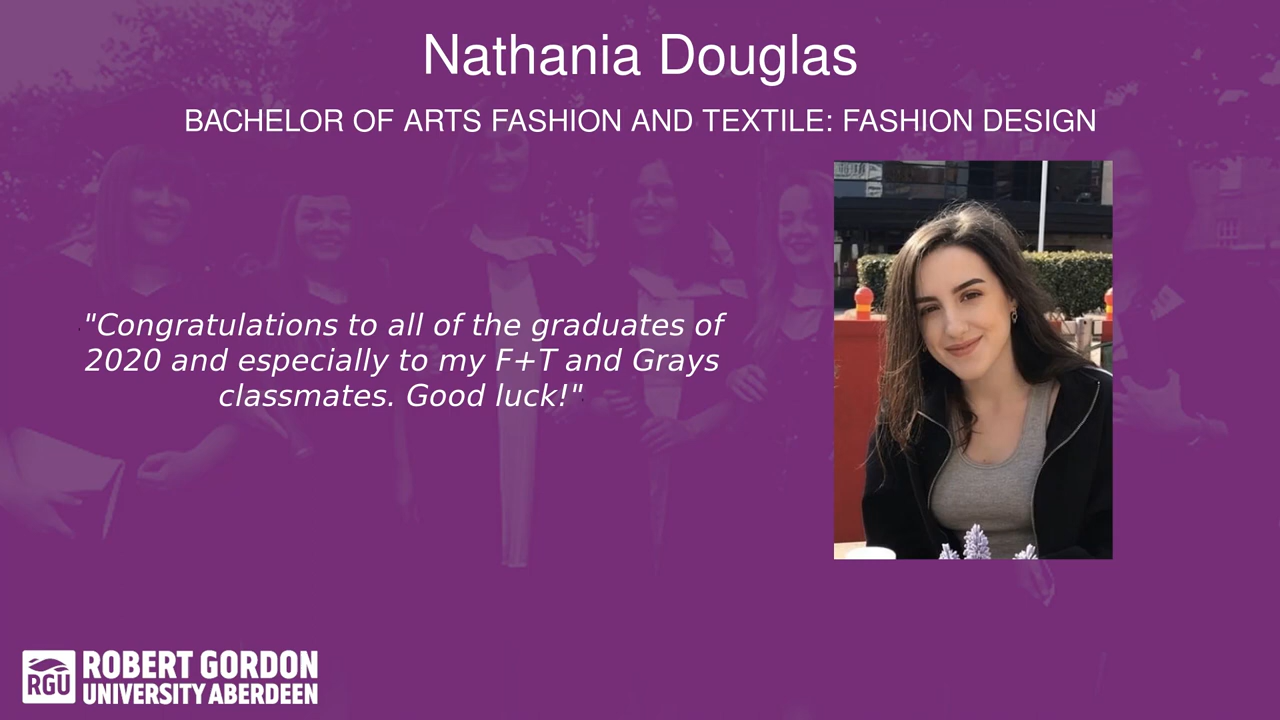 Nathania Douglas
BACHELOR OF ARTS FASHION AND TEXTILE: FASHION DESIGN
"Congratulations to all of the graduates of
2020 and especially to my F+T and Grays
classmates. Good luck!"
RGU
ROBERT GORDON
UNIVERSITY ABERDEEN